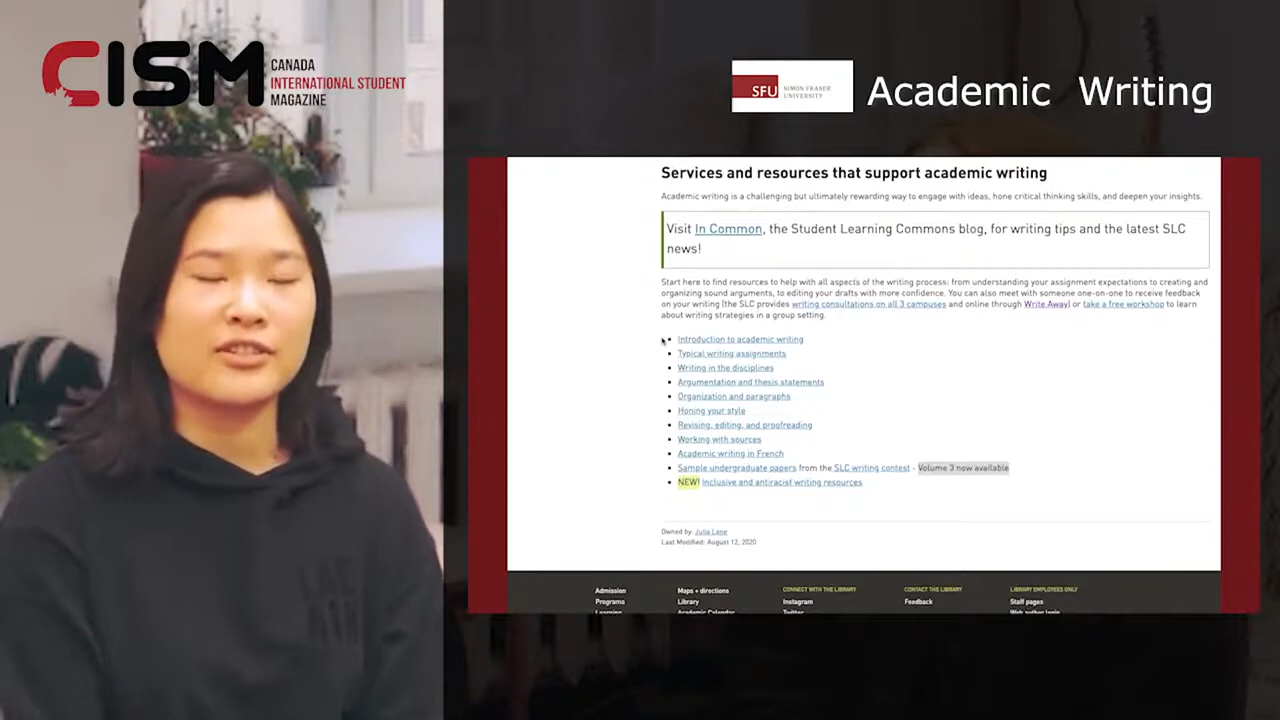 CISM
CANADA
INTERNATIONAL STUDENT
MAGAZINE
SFU
SIMON FRASER
UNIVERSITY
Academic Writing
Services and resources that support academic writing
Academic writing is a challenging but ultimately rewarding way to engage with ideas, hone critical thinking skills, and deepen your insights.
Visit In Common, the Student Learning Commons blog, for writing tips and the latest SLC
news!
Start here to find resources to help with all aspects of the writing process: from understanding your assignment expectations to creating and
organizing sound arguments, to editing your drafts with more confidence. You can also meet with someone one-on-one to receive feedback
on your writing (the SLC provides writing consultations on all 3 campuses and online through Write Away) or take a free workshop to learn
about writing strategies in a group setting.
Introduction to academic writing
Typical writing assignments
Writing in the disciplines
Argumentation and thesis statements
Organization and paragraphs
Honing your style
Revising, editing, and proofreading
Working with sources
Academic writing in French
Sample undergraduate papers from the SLC writing contest - Volume 3 now available
NEW! Inclusive and antiracist writing resources
Owned by: Julia Lane
Last Modified: August 12, 2020
Admission Maps + directions CONNECT WITH THE LIBRARY CONTACT THE LIBRARY LIBRARY EMPLOYEES ONLY
Programs Library Instagram Feedback Staff pages
Learning Academic Calendar Twitter Web author login